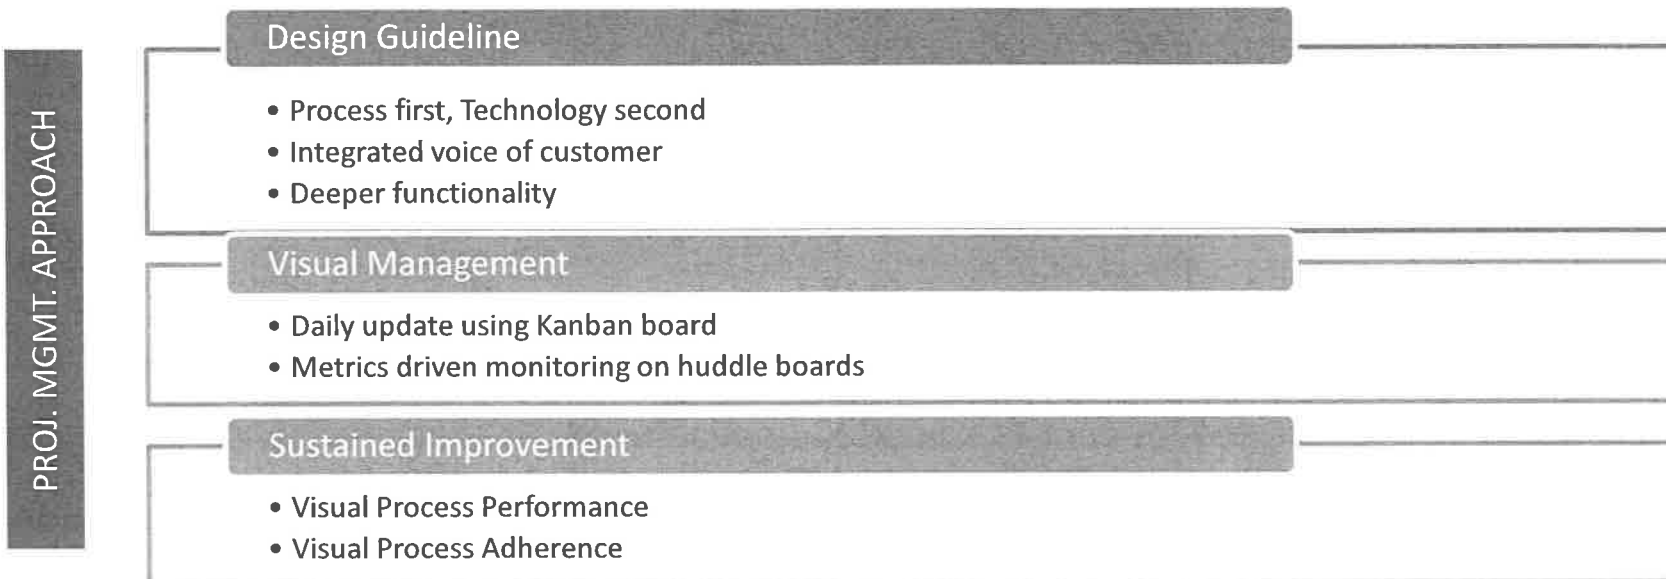 PROJ. MGMT. APPROACH
Design Guideline
• Process first, Technology second
• Integrated voice of customer
• Deeper functionality
Visual Management
• Daily update using Kanban board
• Metrics driven monitoring on huddle boards
Sustained Improvement
• Visual Process Performance
• Visual Process Adherence